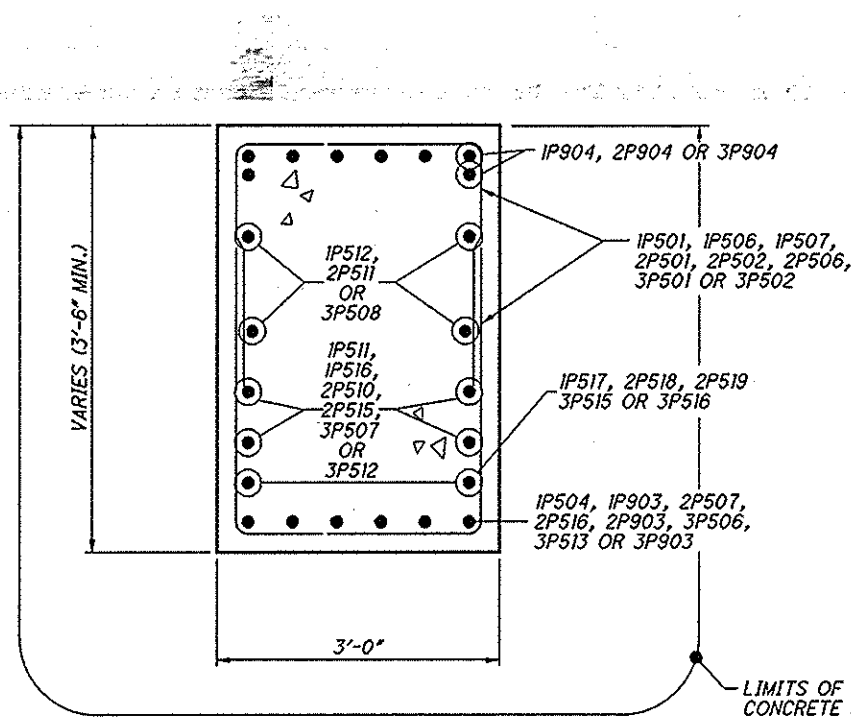 1P904, 2P904 OR 3P904
1P501, 1P506, 1P507,
2P501, 2P502, 2P506,
3P501 OR 3P502
1P512,
2P511
OR
3P508
VARIES (3'-6" MIN.)
1P511,
1P516,
2P510,
2P515,
3P507
OR
3P512
1P517, 2P518, 2P519
3P515 OR 3P516
1P504, 1P903, 2P507,
2P516, 2P903, 3P506,
3P513 OR 3P903
3'-0"
LIMITS OF
CONCRETE